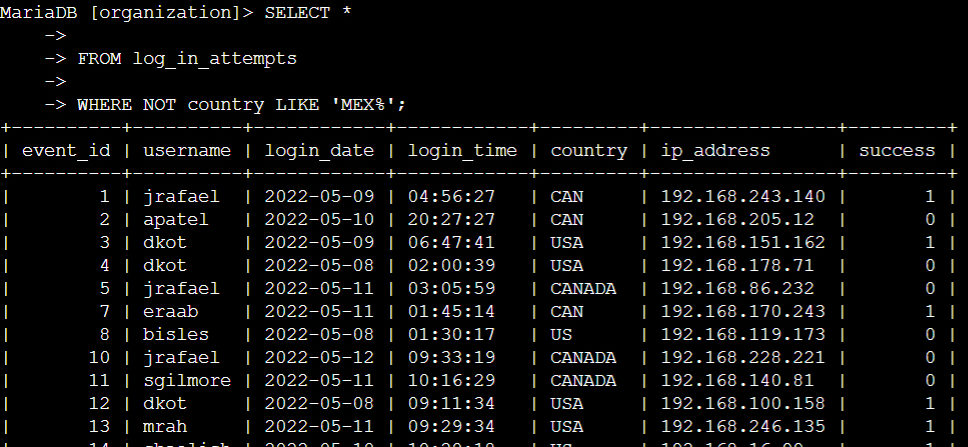 MariaDB [organization]> SELECT *
    ->
    -> FROM log_in_attempts
    ->
    -> WHERE NOT country LIKE 'MEX%';
+----------+----------+------------+------------+---------+-----------------+---------+
| event_id | username | login_date | login_time | country | ip_address      | success |
+----------+----------+------------+------------+---------+-----------------+---------+
|        1 | jrafael  | 2022-05-09 | 04:56:27   | CAN     | 192.168.243.140 |       1 |
|        2 | apatel   | 2022-05-10 | 20:27:27   | CAN     | 192.168.205.12  |       0 |
|        3 | dkot     | 2022-05-09 | 06:47:41   | USA     | 192.168.151.162 |       1 |
|        4 | dkot     | 2022-05-08 | 02:00:39   | USA     | 192.168.178.71  |       0 |
|        5 | jrafael  | 2022-05-11 | 03:05:59   | CANADA  | 192.168.86.232  |       0 |
|        7 | eraab    | 2022-05-11 | 01:45:14   | CAN     | 192.168.170.243 |       1 |
|        8 | bisles   | 2022-05-08 | 01:30:17   | US      | 192.168.119.173 |       0 |
|       10 | jrafael  | 2022-05-12 | 09:33:19   | CANADA  | 192.168.228.221 |       0 |
|       11 | sgilmore | 2022-05-11 | 10:16:29   | CANADA  | 192.168.140.81  |       0 |
|       12 | dkot     | 2022-05-08 | 09:11:34   | USA     | 192.168.100.158 |       1 |
|       13 | mrah     | 2022-05-11 | 09:29:34   | USA     | 192.168.246.135 |       1 |